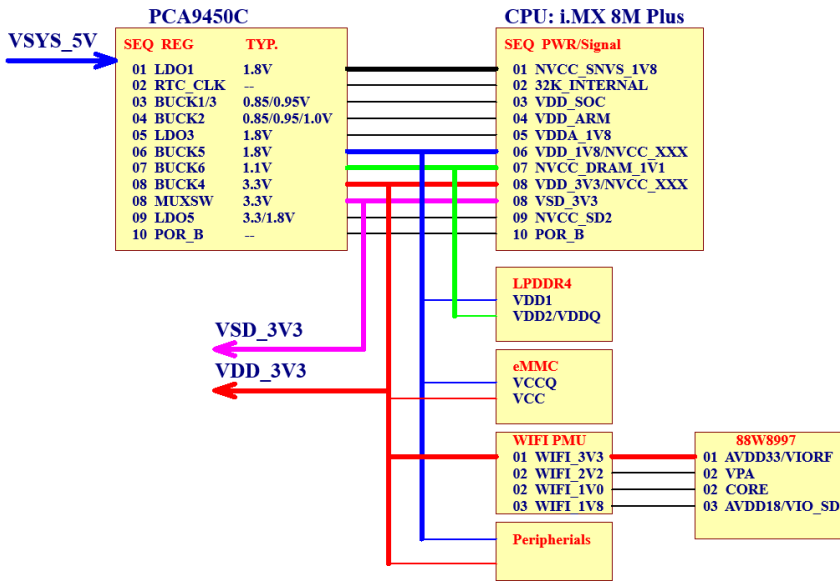 PCA9450C
CPU: i.MX 8M Plus
VSYS_5V
SEQ REG TYP.
01 LDO1 1.8V
02 RTC_CLK --
03 BUCK1/3 0.85/0.95V
04 BUCK2 0.85/0.95/1.0V
05 LDO3 1.8V
06 BUCK5 1.8V
07 BUCK6 1.1V
08 BUCK4 3.3V
08 MUXSW 3.3V
09 LDO5 3.3/1.8V
10 POR_B --
SEQ PWR/Signal
01 NVCC_SNVS_1V8
02 32K_INTERNAL
03 VDD_SOC
04 VDD_ARM
05 VDDA_1V8
06 VDD_1V8/NVCC_XXX
07 NVCC_DRAM_1V1
08 VDD_3V3/NVCC_XXX
08 VSD_3V3
09 NVCC_SD2
10 POR_B
LPDDR4
VDD1
VDD2/VDDQ
VSD_3V3
VDD_3V3
eMMC
VCCQ
VCC
WIFI PMU
01 WIFI_3V3
02 WIFI_2V2
02 WIFI_1V0
03 WIFI_1V8
88W8997
01 AVDD33/VIORF
02 VPA
02 CORE
03 AVDD18/VIO_SD
Peripherials